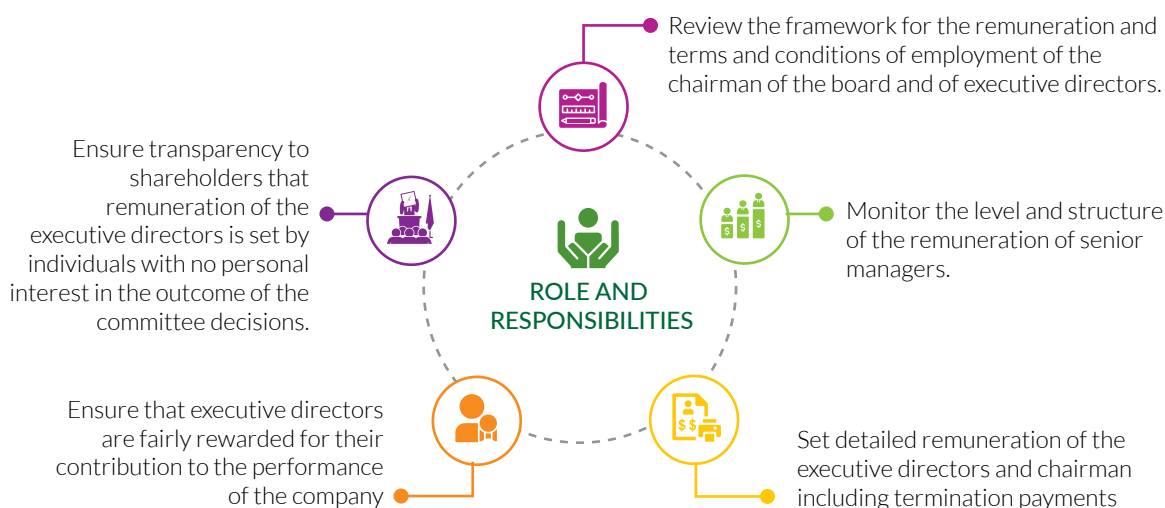 Review the framework for the remuneration and
terms and conditions of employment of the
chairman of the board and of executive directors.
Monitor the level and structure
of the remuneration of senior
managers.
Set detailed remuneration of the
executive directors and chairman
including termination payments
Ensure that executive directors
are fairly rewarded for their
contribution to the performance
of the company
Ensure transparency to
shareholders that
remuneration of the
executive directors is set by
individuals with no personal
interest in the outcome of the
committee decisions.
ROLE AND
RESPONSIBILITIES
$
$
$
$$